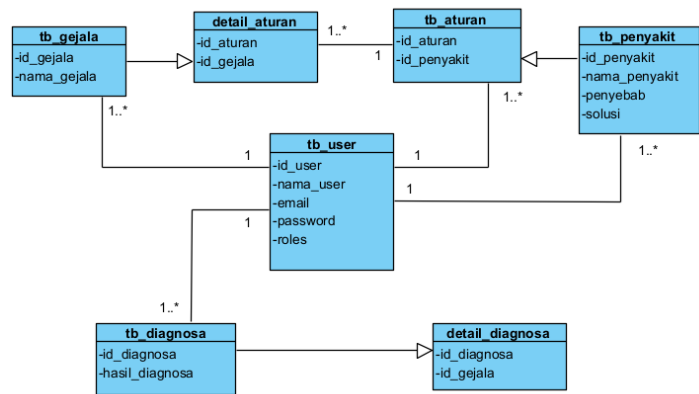 tb_gejala
-id_gejala
-nama_gejala
detail_aturan
-id_aturan
-id_gejala
1..*
1
tb_aturan
-id_aturan
-id_penyakit
tb_penyakit
-id_penyakit
-nama_penyakit
-penyebab
-solusi
1..*
1..*
1..*
tb_user
-id_user
-nama_user
-email
-password
-roles
1
1
1
1
1..*
tb_diagnosa
-id_diagnosa
-hasil_diagnosa
detail_diagnosa
-id_diagnosa
-id_gejala